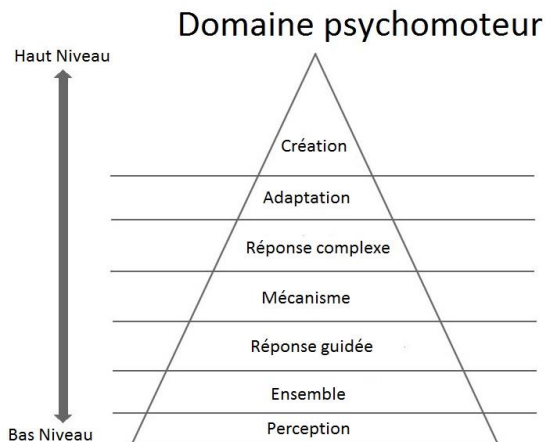 Domaine psychomoteur
Haut Niveau
Création
Adaptation
Réponse complexe
Mécanisme
Réponse guidée
Ensemble
Perception
Bas Niveau